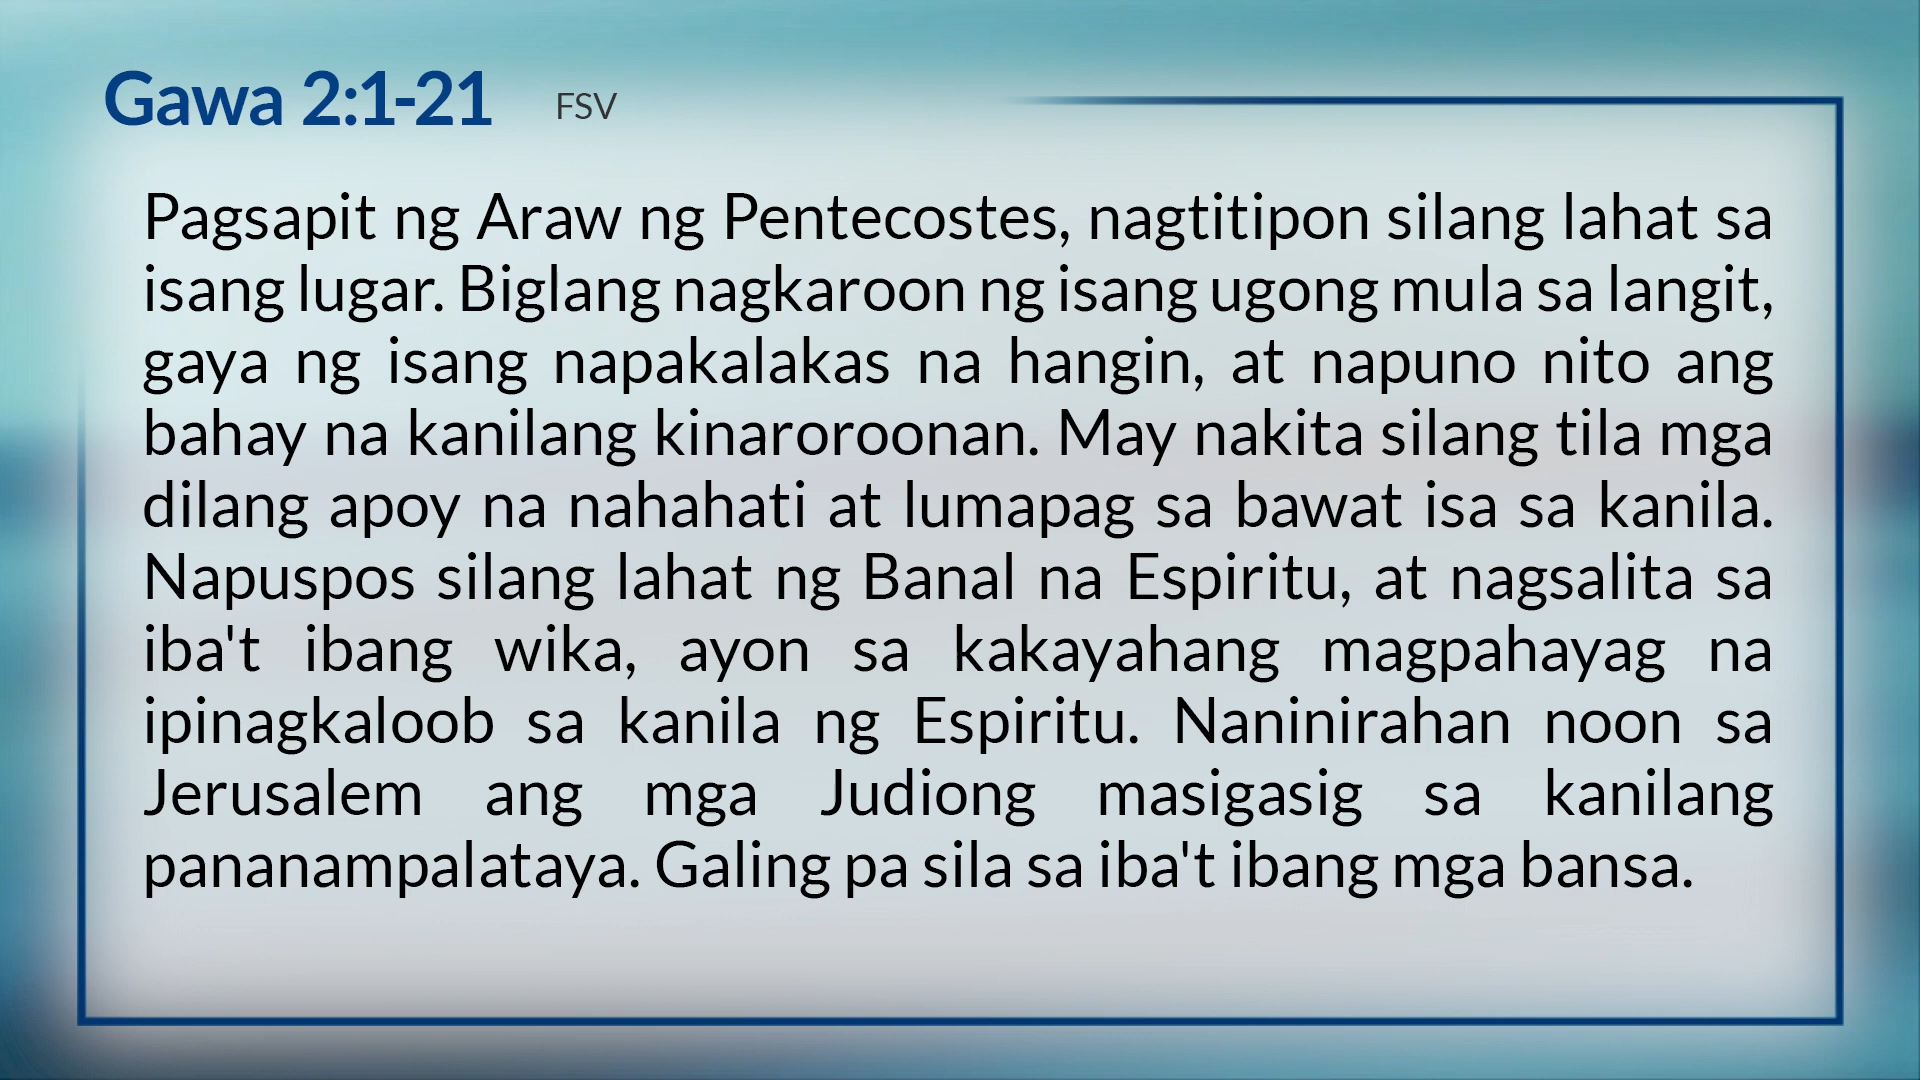 Gawa 2:1-21 FSV
Pagsapit ng Araw ng Pentecostes, nagtitipon silang lahat sa
isang lugar. Biglang nagkaroon ng isang ugong mula sa langit,
gaya ng isang napakalakas na hangin, at napuno nito ang
bahay na kanilang kinaroroonan. May nakita silang tila mga
dilang apoy na nahahati at lumapag sa bawat isa sa kanila.
Napuspos silang lahat ng Banal na Espiritu, at nagsalita sa
iba't ibang wika, ayon sa kakayahang magpahayag na
ipinagkaloob sa kanila ng Espiritu. Naninirahan noon sa
Jerusalem ang mga Judiong masigasig sa kanilang
pananampalataya. Galing pa sila sa iba't ibang mga bansa.